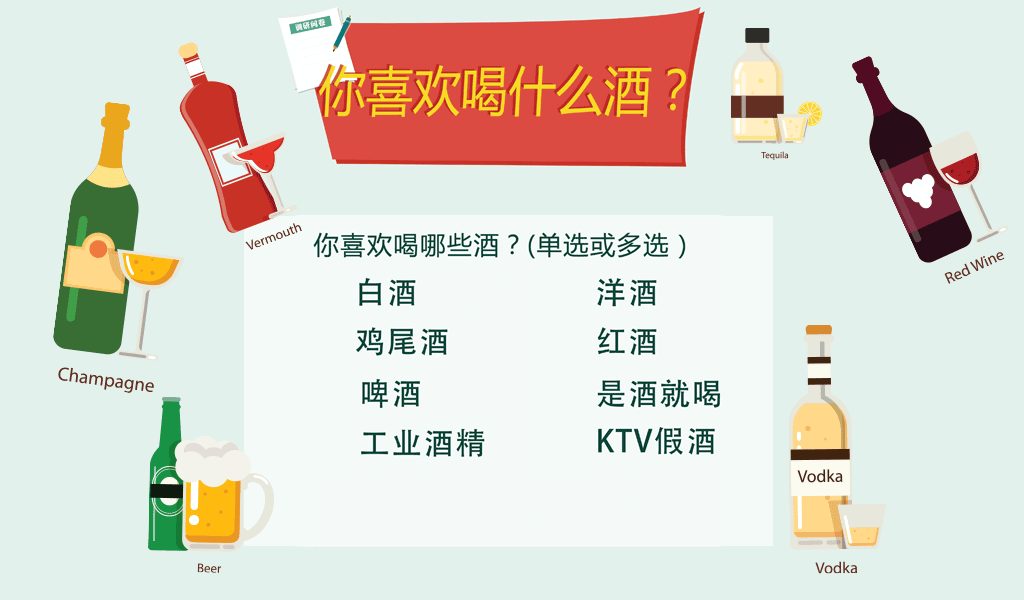 调研问卷
你喜欢喝什么酒？
Tequila
Vermouth
Red Wine
你喜欢喝哪些酒？(单选或多选）
白酒 洋酒
鸡尾酒 红酒
Champagne
啤酒 是酒就喝
工业酒精 KTV假酒
Vodka
Beer
Vodka